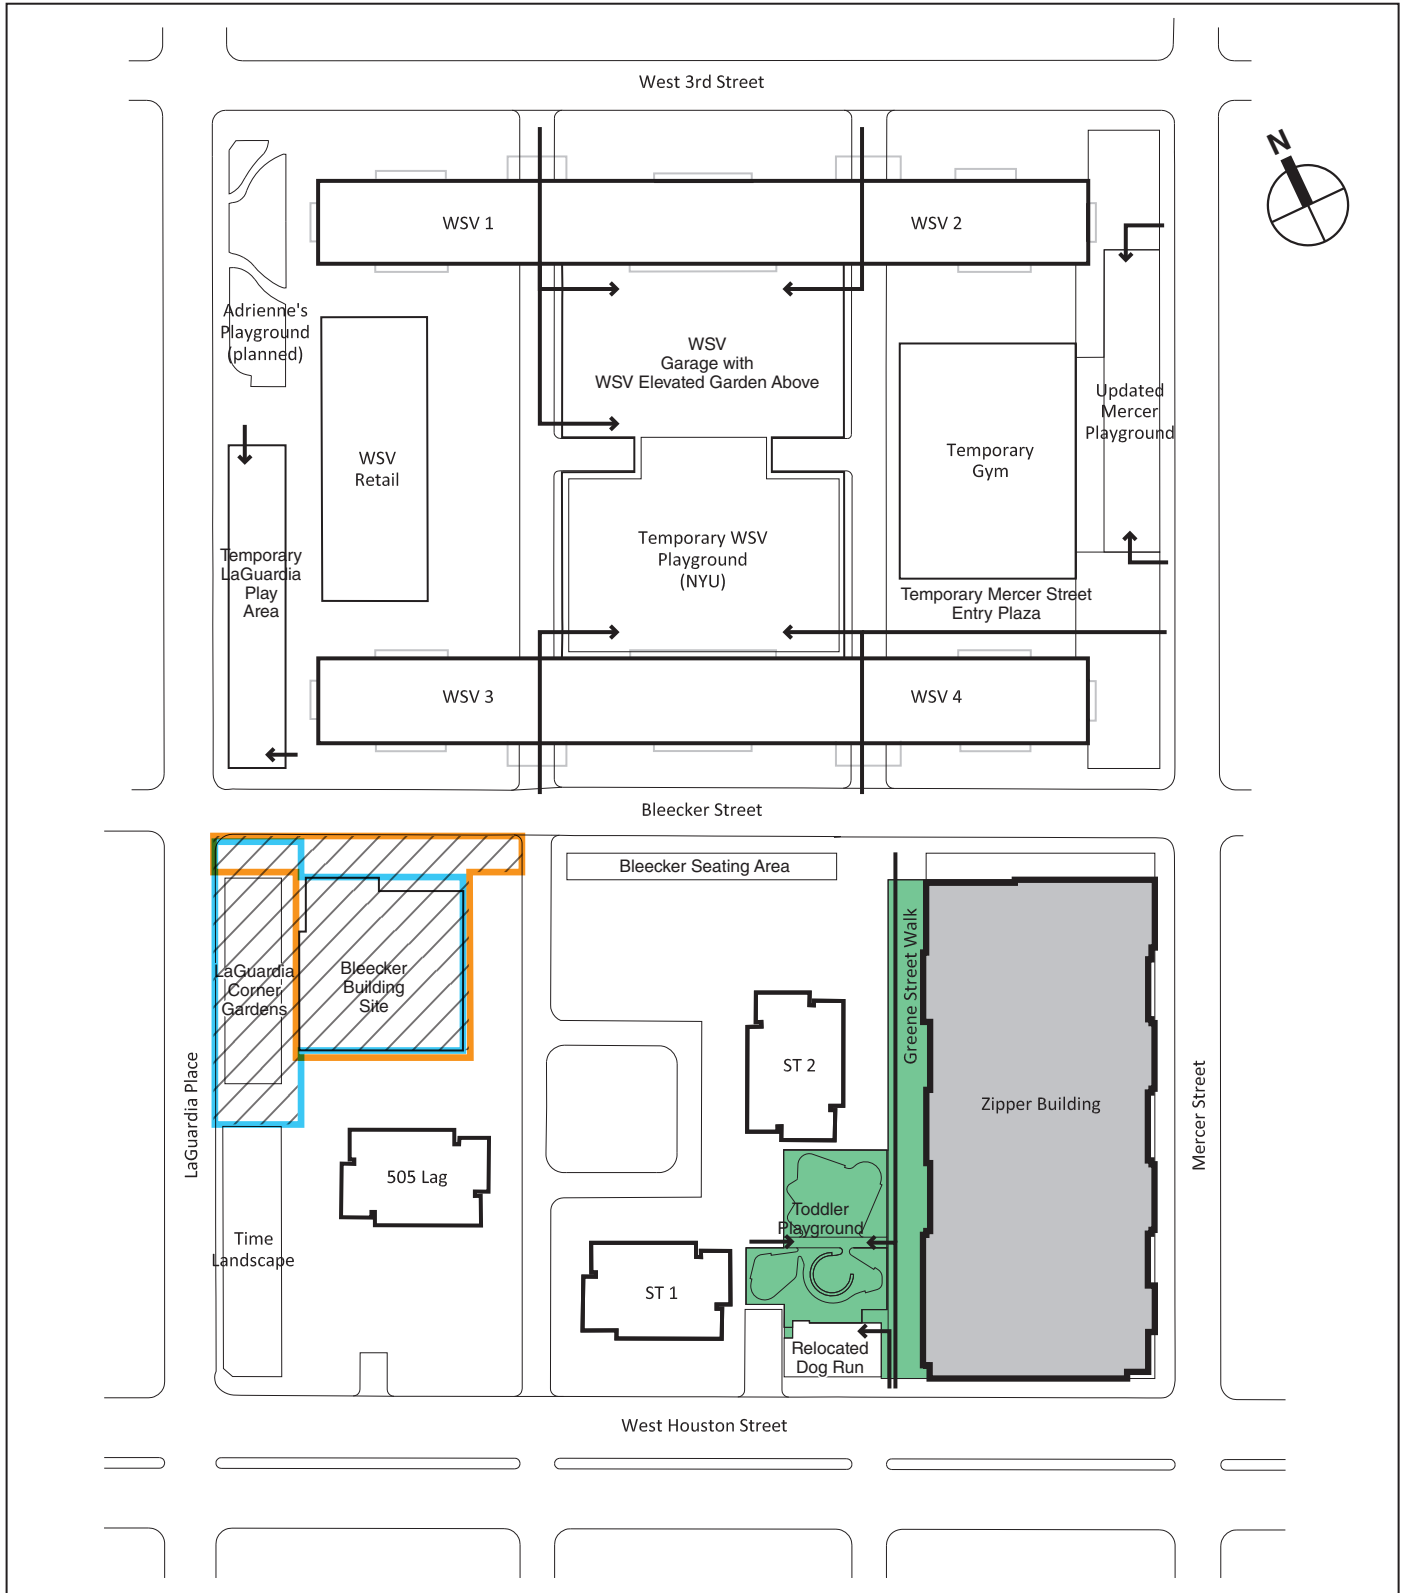 West 3rd Street
N
WSV 1
WSV 2
Adrienne's
Playground
(planned)
WSV
Garage with
WSV Elevated Garden Above
Updated
Mercer
Playground
WSV
Retail
Temporary
Gym
Temporary WSV
Playground
(NYU)
Temporary
LaGuardia
Play
Area
Temporary Mercer Street
Entry Plaza
WSV 3
WSV 4
Bleecker Street
Bleecker Seating Area
Greene Street Walk
LaGuardia
Corner
Gardens
Bleecker
Building
Site
ST 2
Zipper Building
LaGuardia Place
Mercer Street
505 Lag
Toddler
Playground
Time
Landscape
ST 1
Relocated
Dog Run
West Houston Street